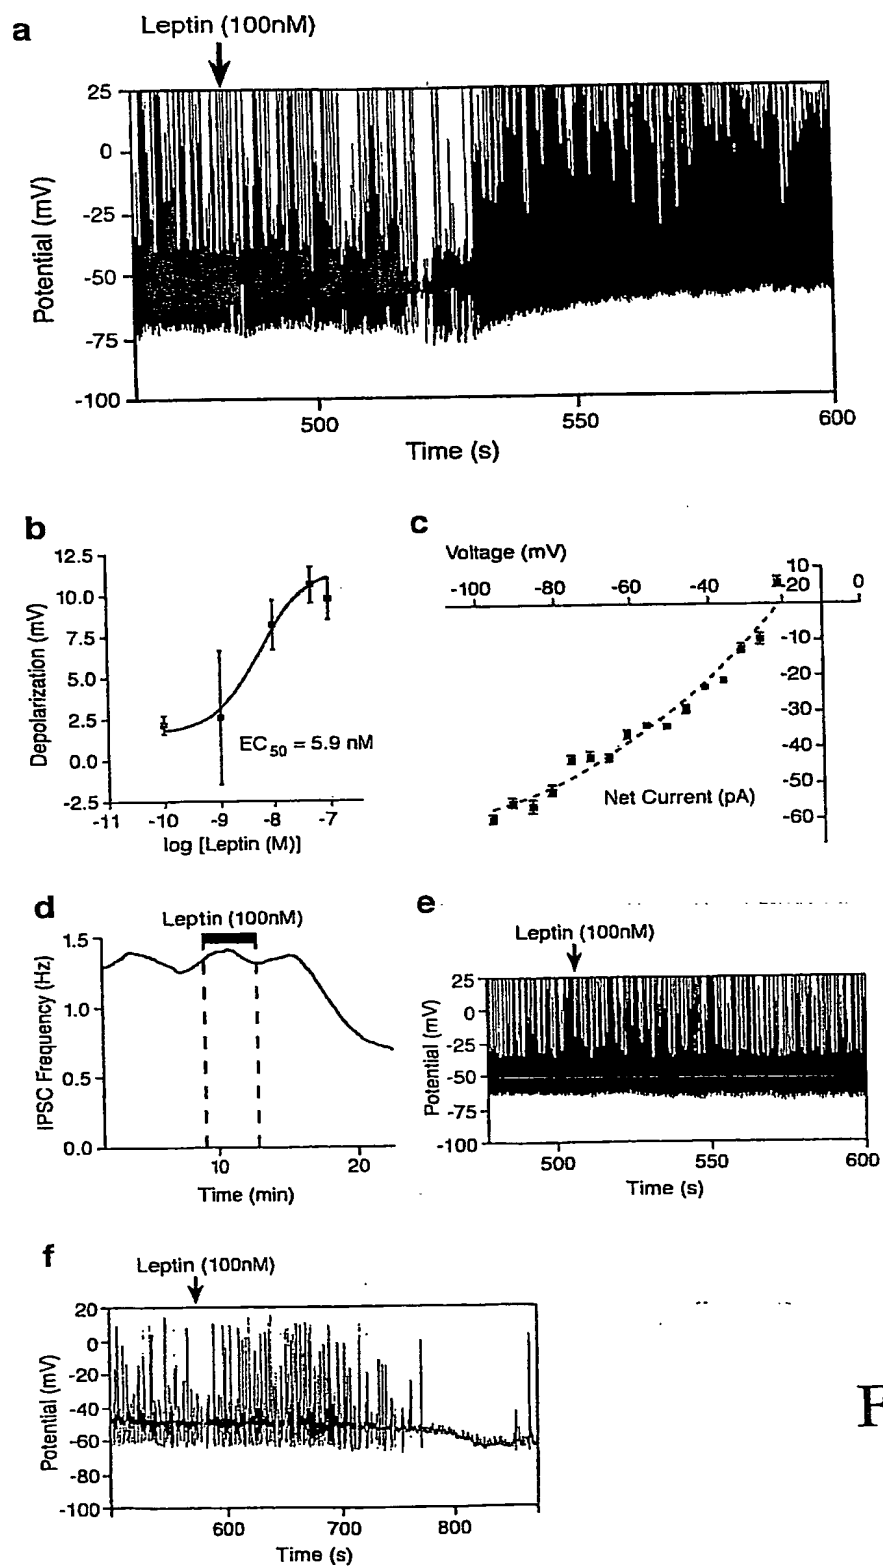 a
Leptin (100nM)
25
0
-25
-50
-75
-100
Potential (mV)
500
550
600
Time (s)
b
12.5
10.0
7.5
5.0
2.5
0.0
-2.5
Depolarization (mV)
EC50 = 5.9 nM
-11
-10
-9
-8
-7
log [Leptin (M)]
c
Voltage (mV)
-100
-80
-60
-40
-20
0
10
-10
-20
-30
-40
-50
-60
Net Current (pA)
d
Leptin (100nM)
1.5
1.0
0.5
0.0
IPSC Frequency (Hz)
10
20
Time (min)
e
Leptin (100nM)
25
0
-25
-50
-75
-100
Potential (mV)
500
550
600
Time (s)
f
Leptin (100nM)
20
0
-20
-40
-60
-80
-100
Potential (mV)
600
700
800
Time (s)
F